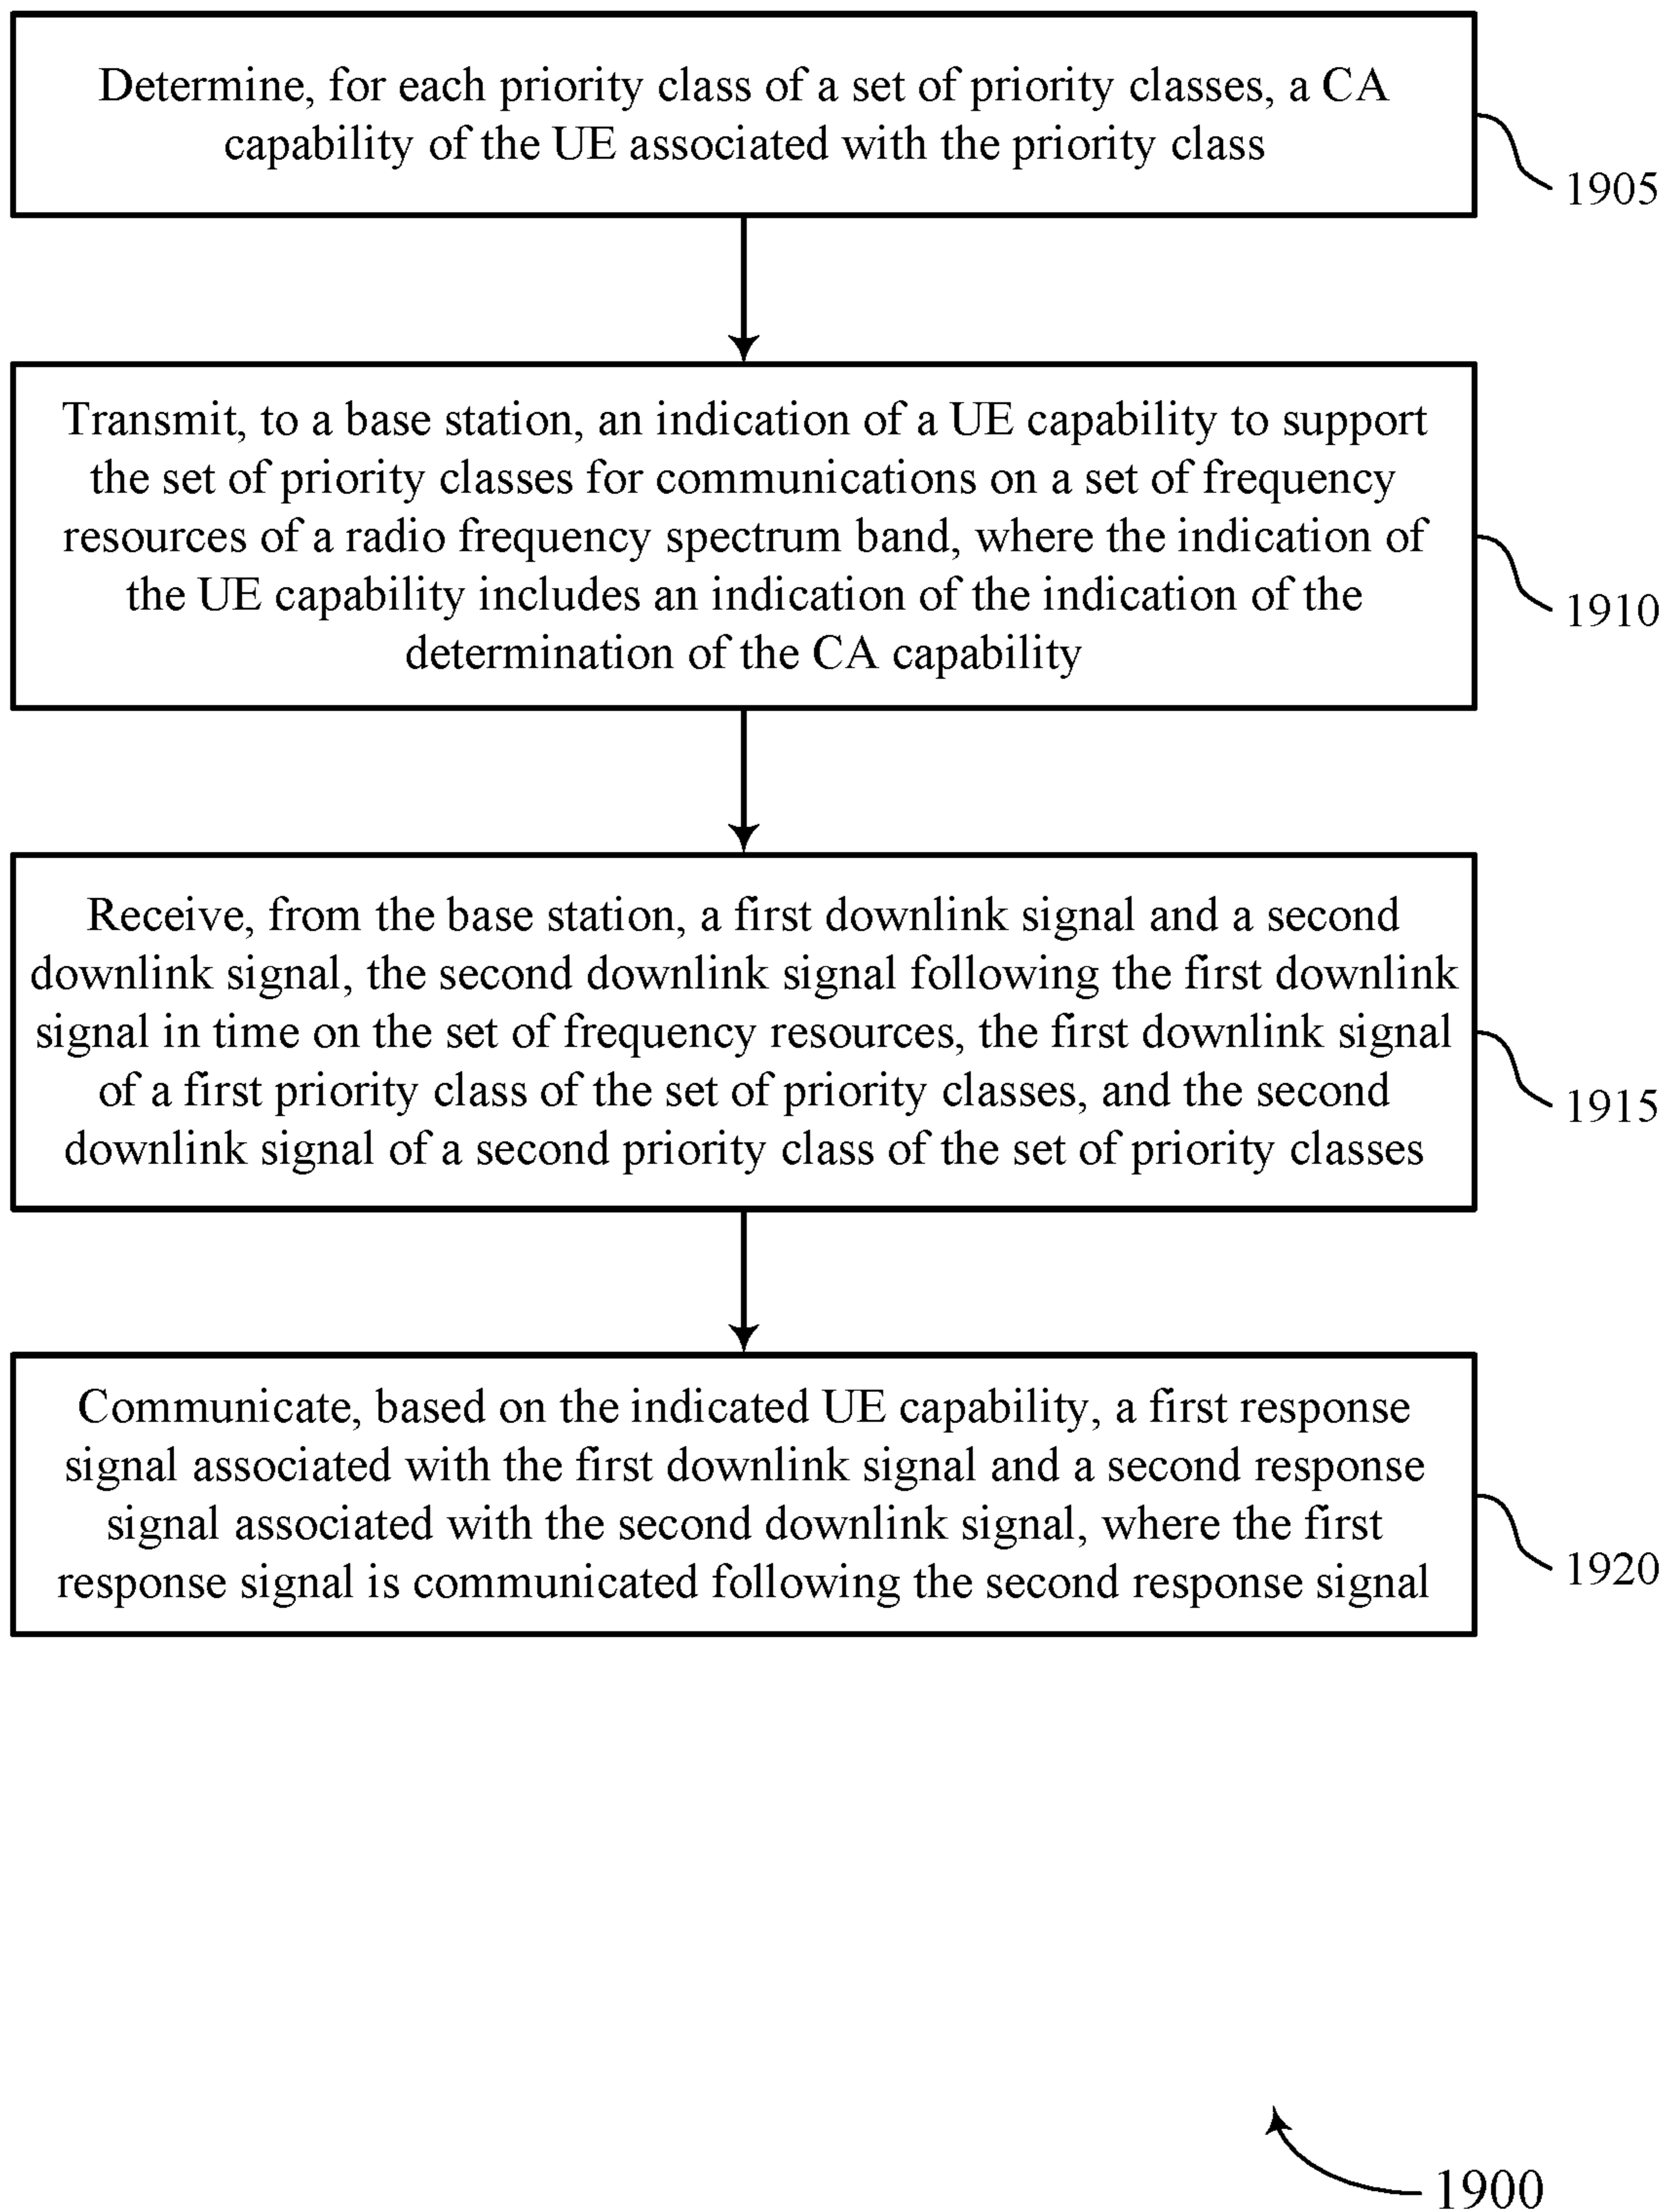 Determine, for each priority class of a set of priority classes, a CA
capability of the UE associated with the priority class
1905
Transmit, to a base station, an indication of a UE capability to support
the set of priority classes for communications on a set of frequency
resources of a radio frequency spectrum band, where the indication of
the UE capability includes an indication of the indication of the
determination of the CA capability
1910
Receive, from the base station, a first downlink signal and a second
downlink signal, the second downlink signal following the first downlink
signal in time on the set of frequency resources, the first downlink signal
of a first priority class of the set of priority classes, and the second
downlink signal of a second priority class of the set of priority classes
1915
Communicate, based on the indicated UE capability, a first response
signal associated with the first downlink signal and a second response
signal associated with the second downlink signal, where the first
response signal is communicated following the second response signal
1920
1900